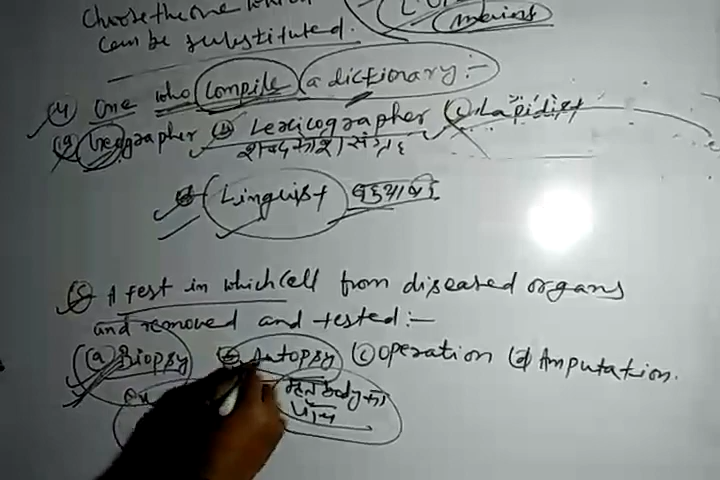 Choose the one which
can be substituted.
(4) One who compile a dictionary:-
(a) Geographer (b) Lexicographer (c) Lapidist
शब्दकोश संग्रह
(d) Linguist
(5) A test in which cell from diseased organs
and removed and tested:-
(a) Biopsy (b) Autopsy (c) Operation (d) Amputation.
body का